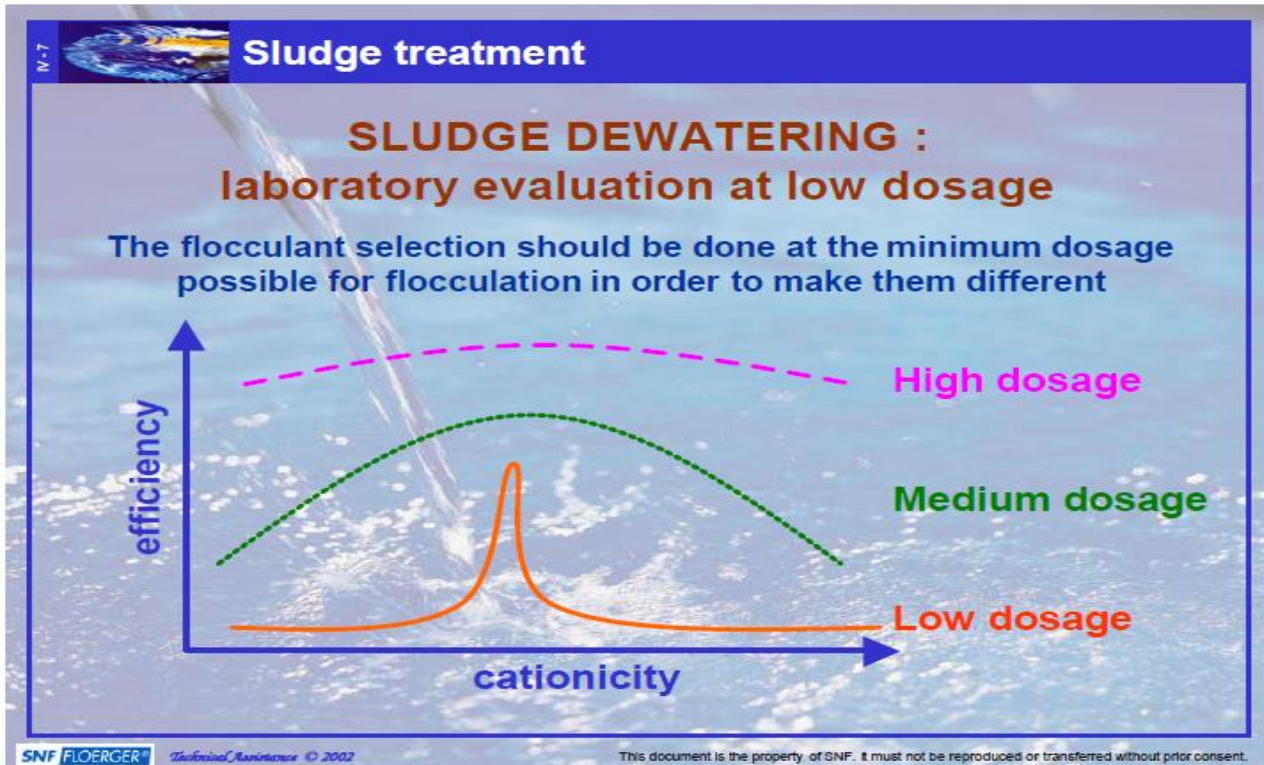 IV - 7
Sludge treatment
SLUDGE DEWATERING :
laboratory evaluation at low dosage
The flocculant selection should be done at the minimum dosage
possible for flocculation in order to make them different
efficiency
High dosage
Medium dosage
Low dosage
cationicity
SNF FLOERGER®
Technical Assistance © 2002
This document is the property of SNF. It must not be reproduced or transferred without prior consent.